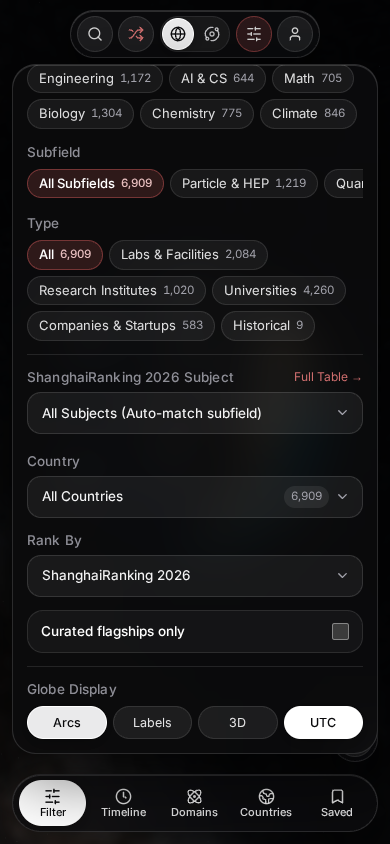 Engineering 1,172 AI & CS 644 Math 705
Biology 1,304 Chemistry 775 Climate 846
Subfield
All Subfields 6,909 Particle & HEP 1,219 Quar
Type
All 6,909 Labs & Facilities 2,084
Research Institutes 1,020 Universities 4,260
Companies & Startups 583 Historical 9
ShanghaiRanking 2026 Subject Full Table →
All Subjects (Auto-match subfield)
Country
All Countries 6,909
Rank By
ShanghaiRanking 2026
Curated flagships only
Globe Display
Arcs Labels 3D UTC
Filter Timeline Domains Countries Saved